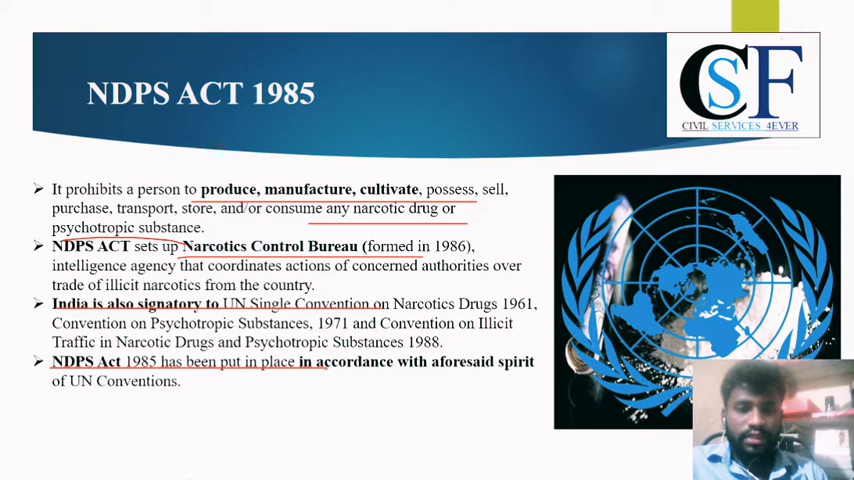 NDPS ACT 1985
CSF
CIVIL SERVICES 4EVER
It prohibits a person to produce, manufacture, cultivate, possess, sell,
purchase, transport, store, and/or consume any narcotic drug or
psychotropic substance.
NDPS ACT sets up Narcotics Control Bureau (formed in 1986),
intelligence agency that coordinates actions of concerned authorities over
trade of illicit narcotics from the country.
India is also signatory to UN Single Convention on Narcotics Drugs 1961,
Convention on Psychotropic Substances, 1971 and Convention on Illicit
Traffic in Narcotic Drugs and Psychotropic Substances 1988.
NDPS Act 1985 has been put in place in accordance with aforesaid spirit
of UN Conventions.